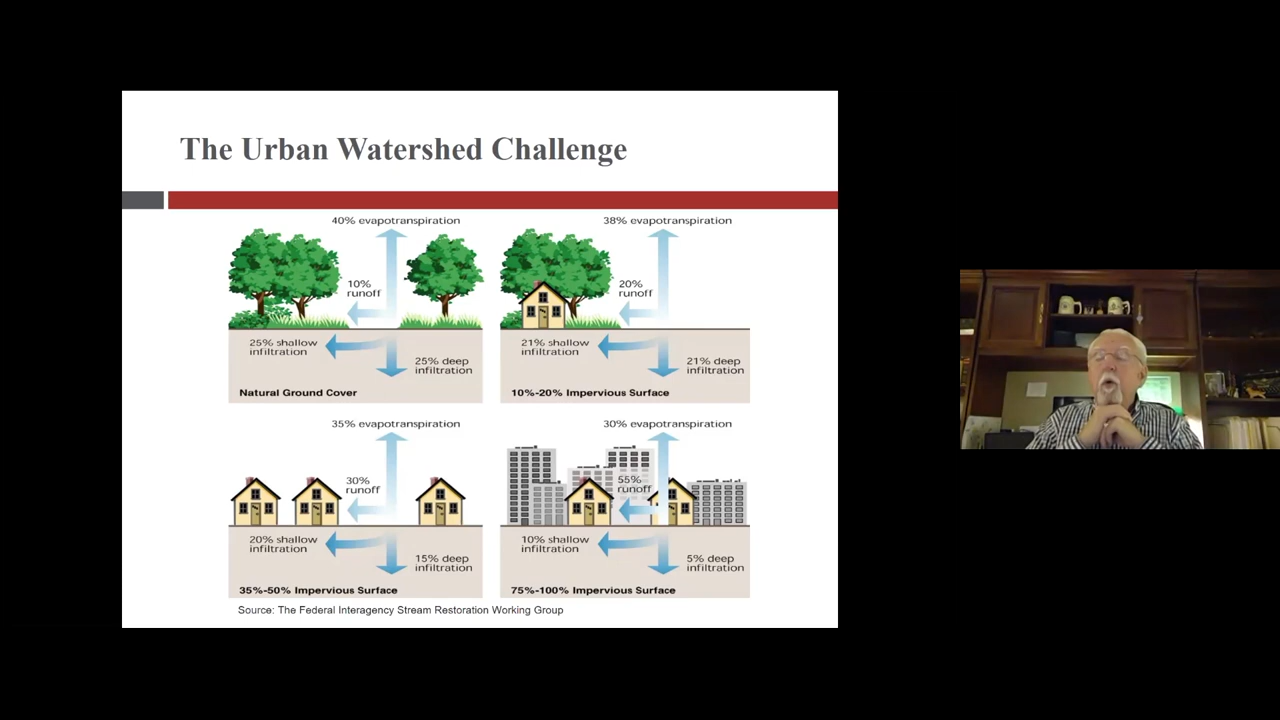 The Urban Watershed Challenge
40% evapotranspiration
10%
runoff
25% shallow
infiltration
25% deep
infiltration
Natural Ground Cover
38% evapotranspiration
20%
runoff
21% shallow
infiltration
21% deep
infiltration
10%-20% Impervious Surface
35% evapotranspiration
30%
runoff
20% shallow
infiltration
15% deep
infiltration
35%-50% Impervious Surface
30% evapotranspiration
55%
runoff
10% shallow
infiltration
5% deep
infiltration
75%-100% Impervious Surface
Source: The Federal Interagency Stream Restoration Working Group